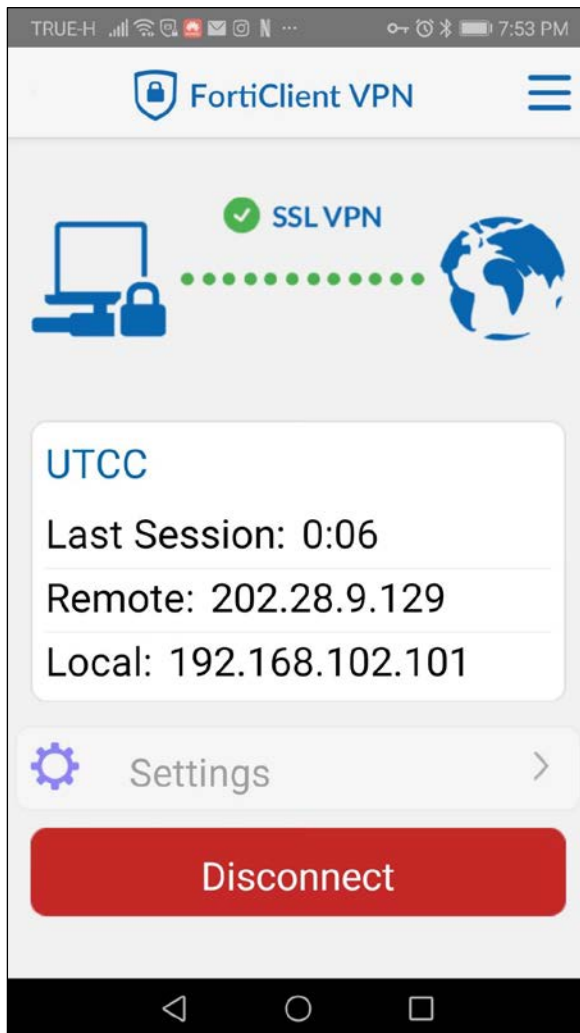 TRUE-H N ··· 7:53 PM
FortiClient VPN
SSL VPN
UTCC
Last Session: 0:06
Remote: 202.28.9.129
Local: 192.168.102.101
Settings
Disconnect